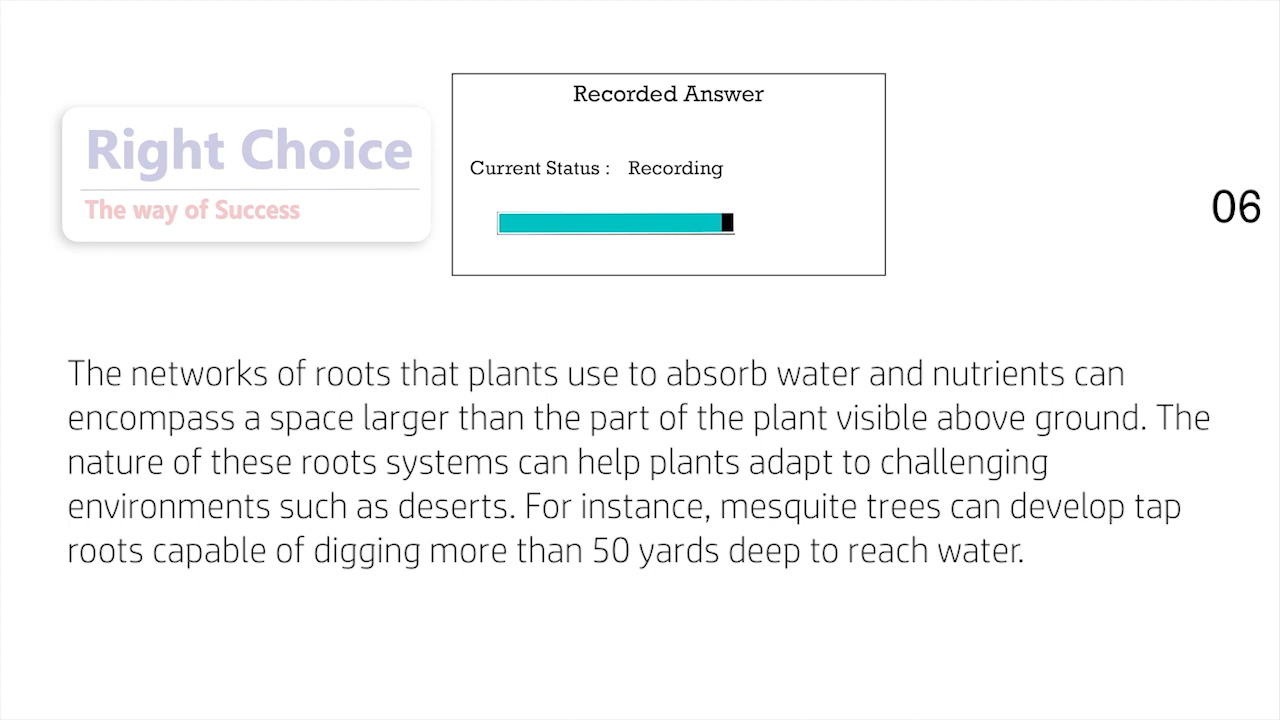 Recorded Answer
Right Choice
The way of Success
Current Status : Recording
06
The networks of roots that plants use to absorb water and nutrients can
encompass a space larger than the part of the plant visible above ground. The
nature of these roots systems can help plants adapt to challenging
environments such as deserts. For instance, mesquite trees can develop tap
roots capable of digging more than 50 yards deep to reach water.